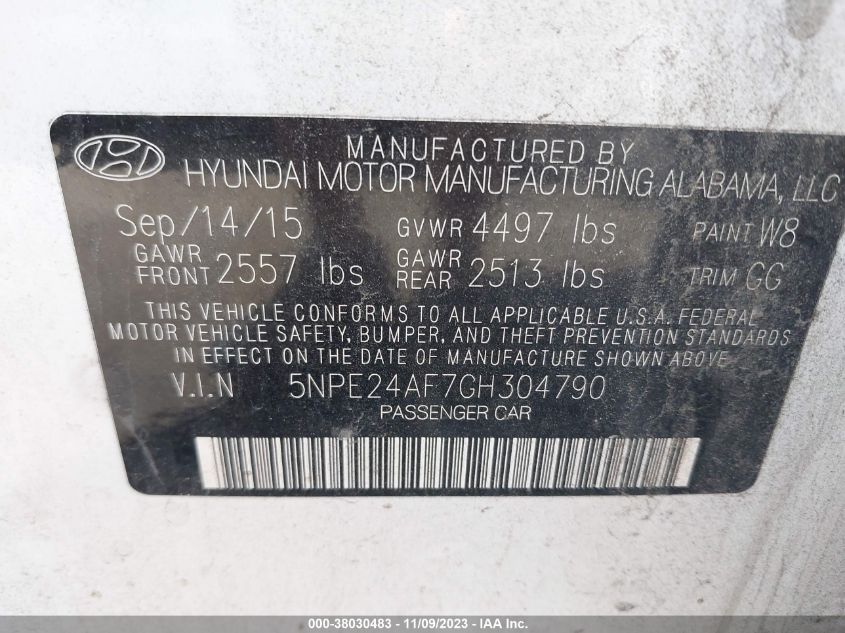 MANUFACTURED BY
HYUNDAI MOTOR MANUFACTURING ALABAMA, LLC
Sep/14/15 GVWR 4497 lbs PAINT W8
GAWR FRONT 2557 lbs GAWR REAR 2513 lbs TRIM GG
THIS VEHICLE CONFORMS TO ALL APPLICABLE U.S.A. FEDERAL
MOTOR VEHICLE SAFETY, BUMPER, AND THEFT PREVENTION STANDARDS
IN EFFECT ON THE DATE OF MANUFACTURE SHOWN ABOVE.
V.I.N 5NPE24AF7GH304790
PASSENGER CAR
000-38030483 - 11/09/2023 - IAA Inc.